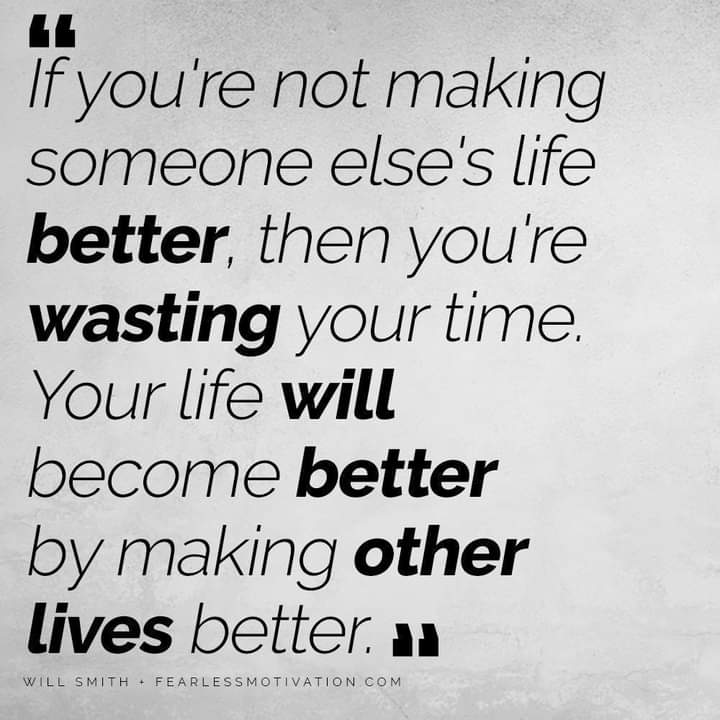 ❝
If you're not making
someone else's life
better, then you're
wasting your time.
Your life will
become better
by making other
lives better. ❞
WILL SMITH + FEARLESSMOTIVATION.COM